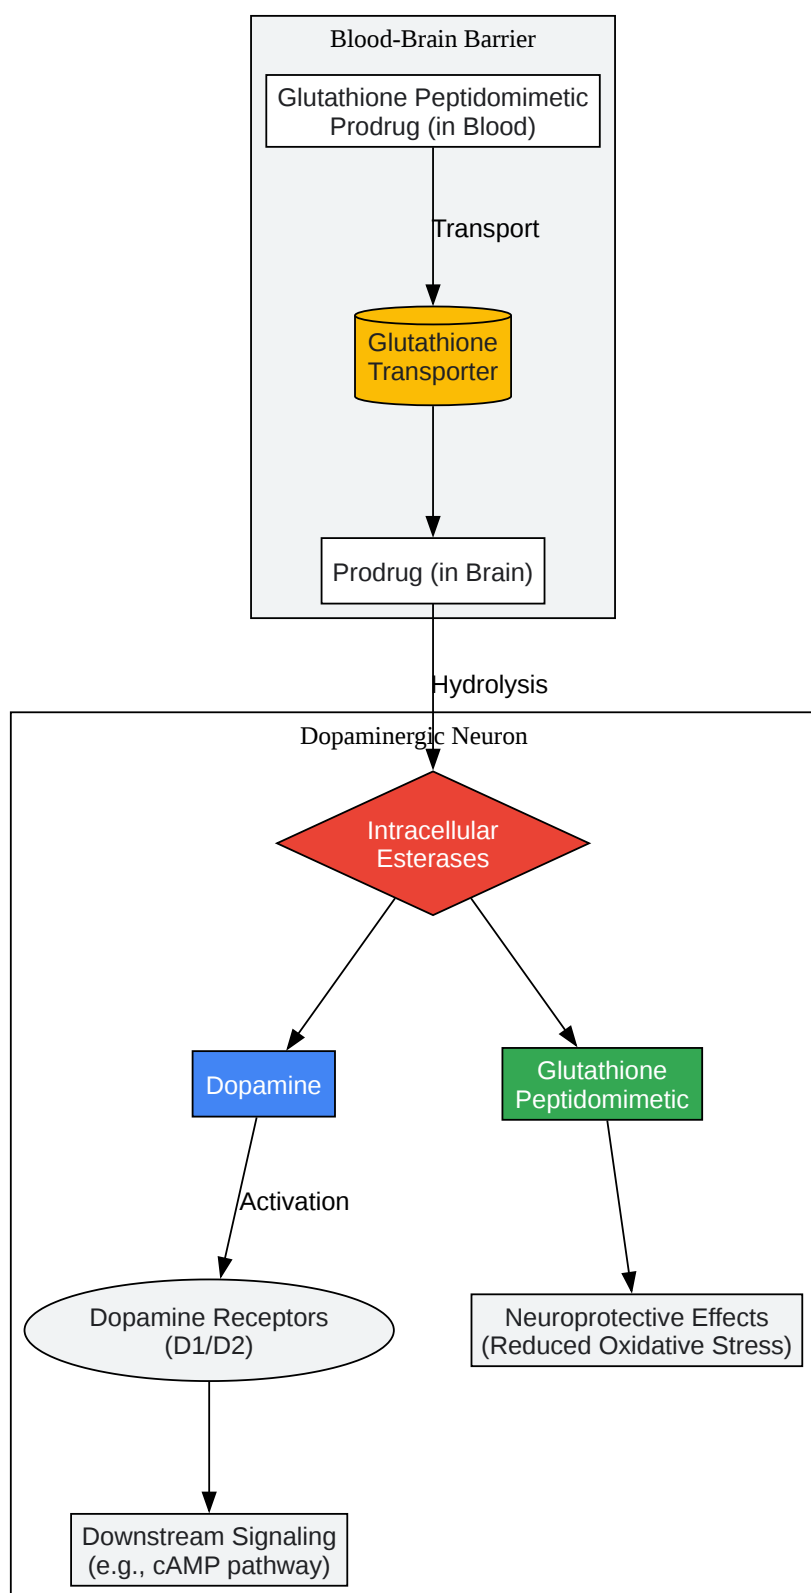 Blood-Brain Barrier
Glutathione Peptidomimetic
Prodrug (in Blood)
Transport
Glutathione
Transporter
Prodrug (in Brain)
Hydrolysis
Dopaminergic Neuron
Intracellular
Esterases
Dopamine
Glutathione
Peptidomimetic
Activation
Dopamine Receptors
(D1/D2)
Neuroprotective Effects
(Reduced Oxidative Stress)
Downstream Signaling
(e.g., cAMP pathway)